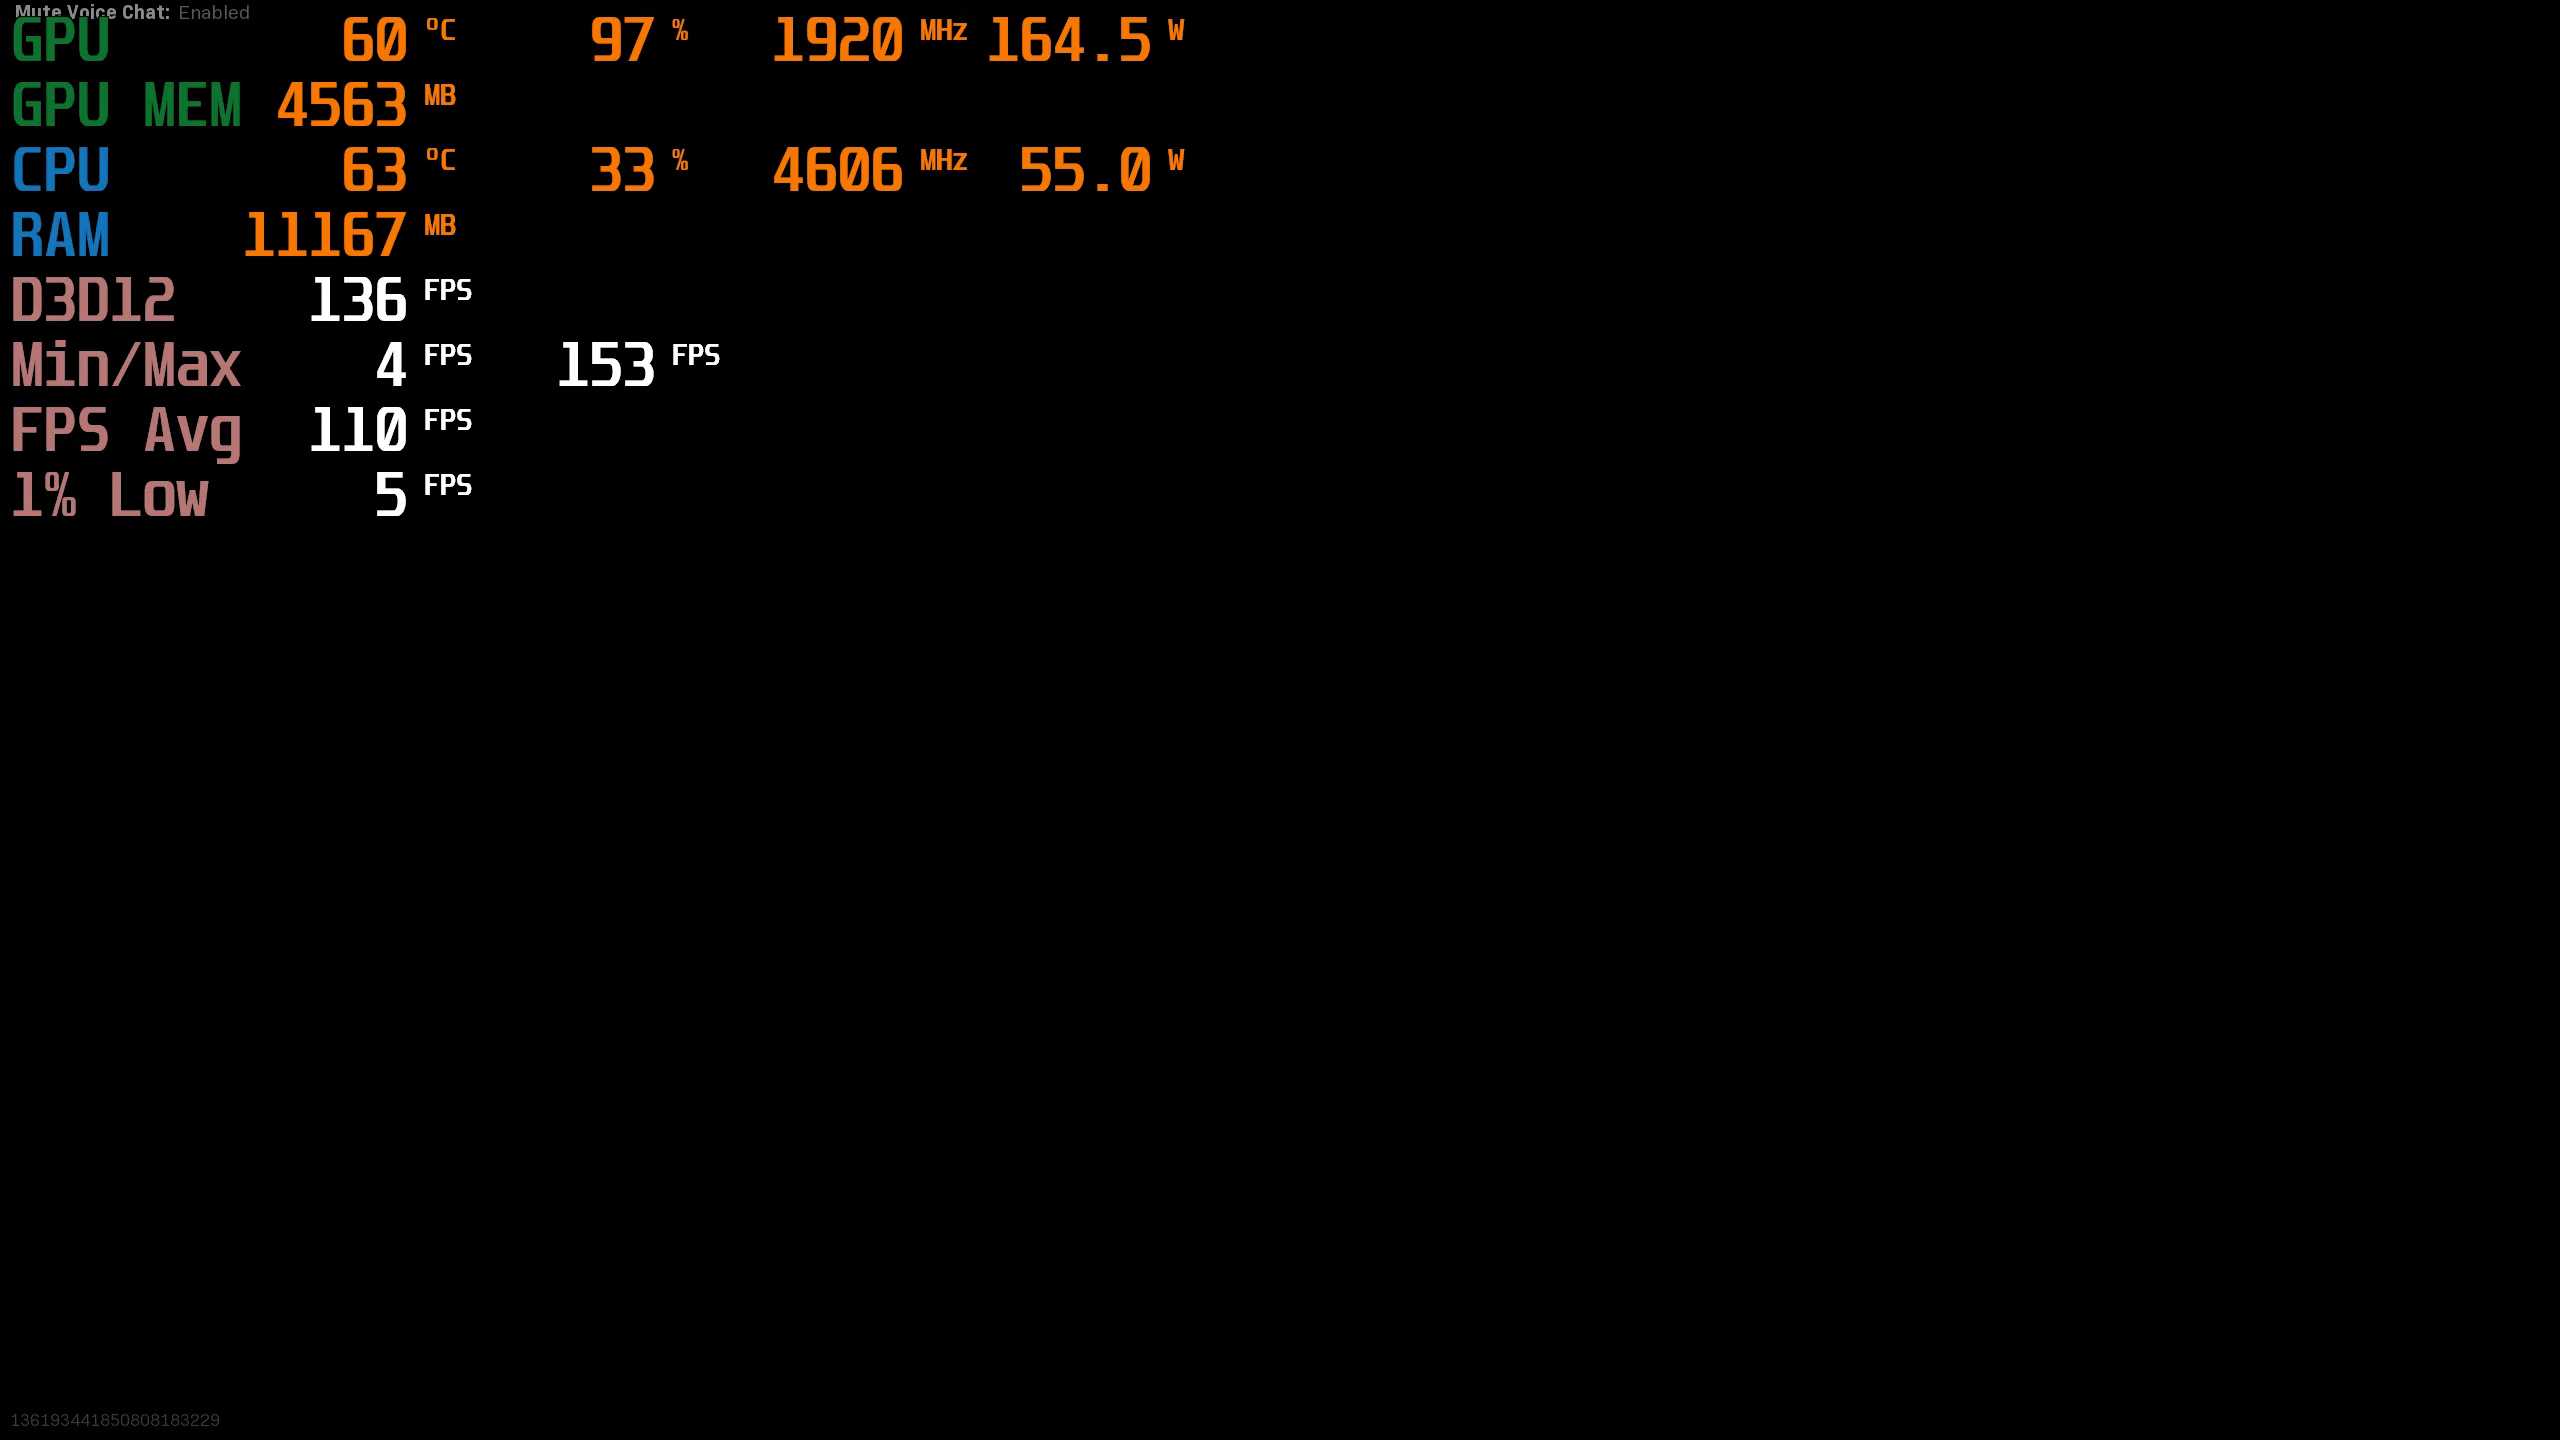 Mute Voice Chat: Enabled
GPU 60 °C 97 % 1920 MHz 164.5 W
GPU MEM 4563 MB
CPU 63 °C 33 % 4606 MHz 55.0 W
RAM 11167 MB
D3D12 136 FPS
Min/Max 4 FPS 153 FPS
FPS Avg 110 FPS
1% Low 5 FPS
136193441850808183229